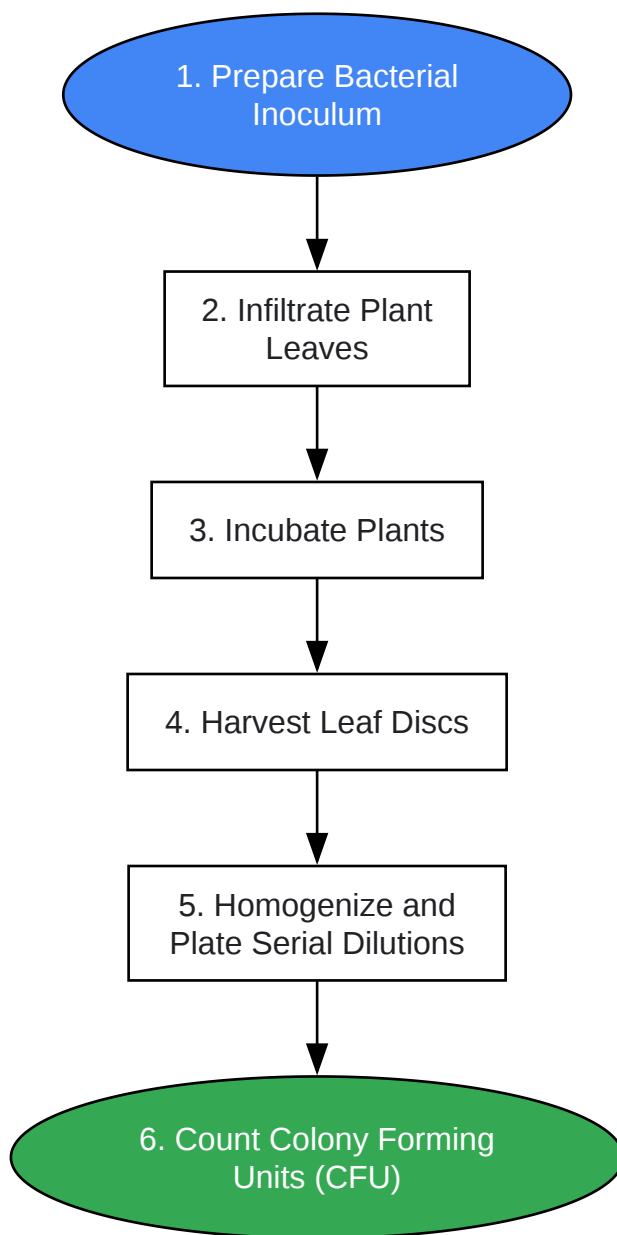 1. Prepare Bacterial
Inoculum
2. Infiltrate Plant
Leaves
3. Incubate Plants
4. Harvest Leaf Discs
5. Homogenize and
Plate Serial Dilutions
6. Count Colony Forming
Units (CFU)